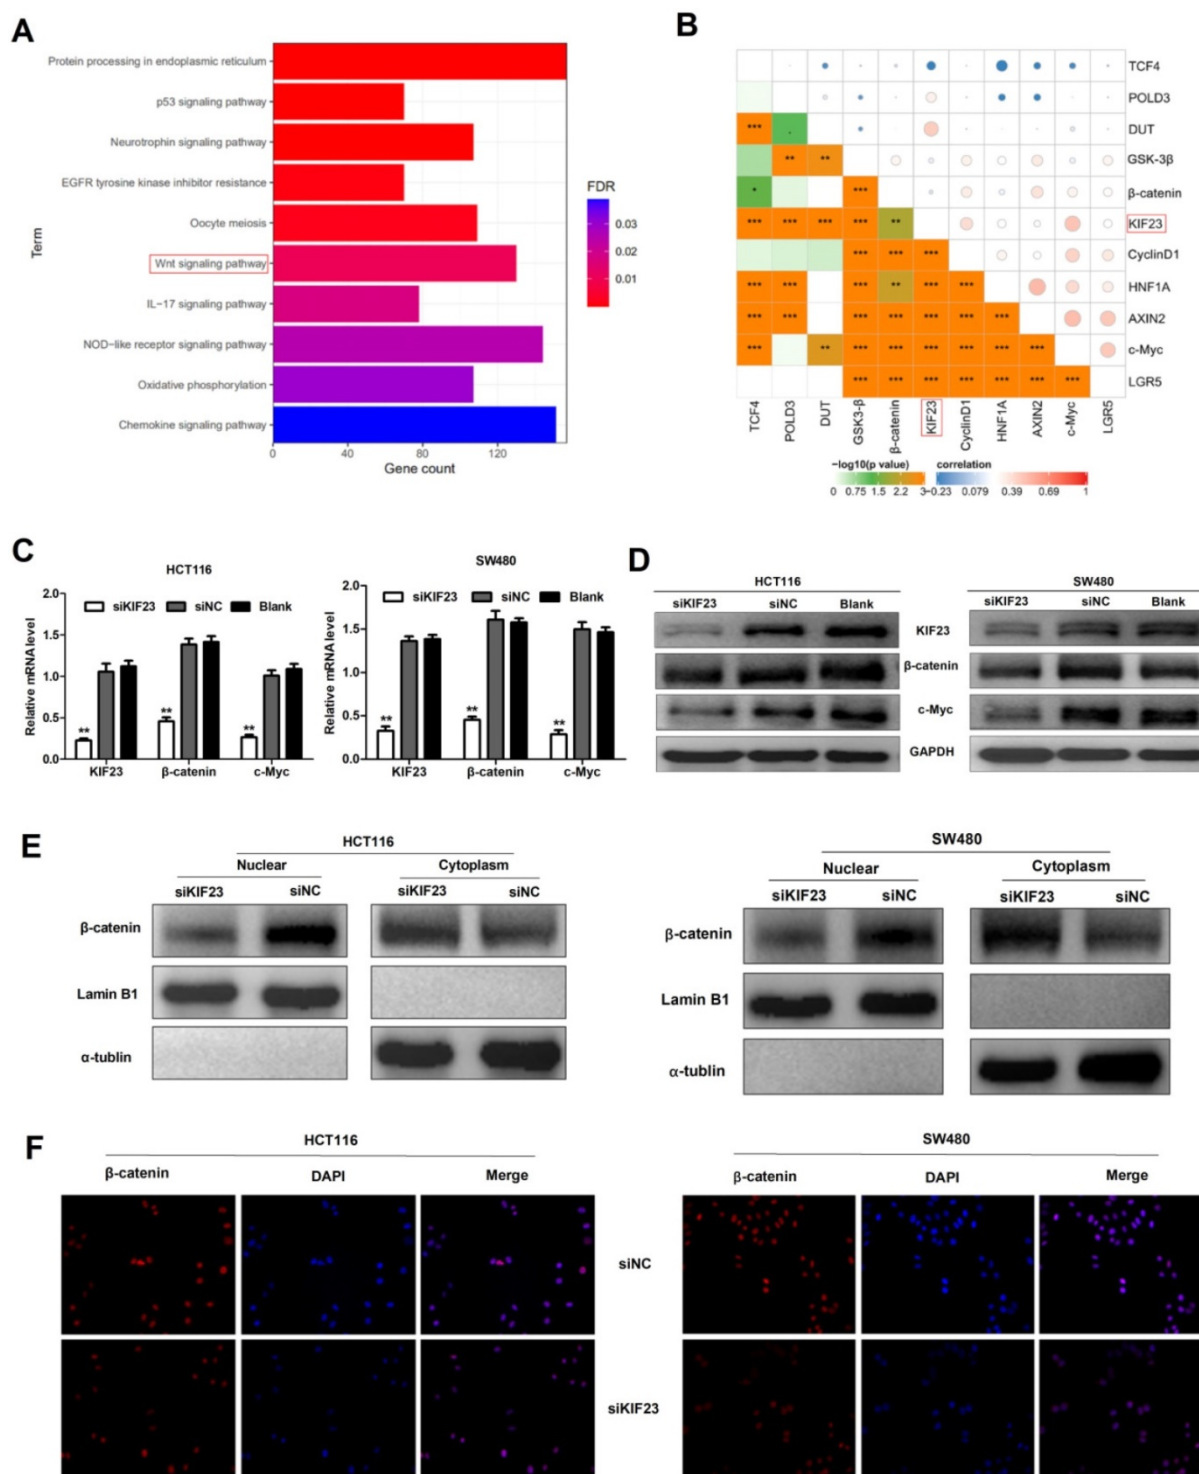 A
Term
Protein processing in endoplasmic reticulum
p53 signaling pathway
Neurotrophin signaling pathway
EGFR tyrosine kinase inhibitor resistance
Oocyte meiosis
Wnt signaling pathway
IL-17 signaling pathway
NOD-like receptor signaling pathway
Oxidative phosphorylation
Chemokine signaling pathway
0 40 80 120
Gene count
FDR
0.03
0.02
0.01
B
TCF4
POLD3
*** . DUT
** ** GSK-3β
* *** β-catenin
*** *** *** *** ** KIF23
*** *** *** CyclinD1
*** *** *** ** *** *** HNF1A
*** *** *** *** *** *** *** AXIN2
*** ** *** *** *** *** *** *** c-Myc
*** *** *** *** *** *** *** LGR5
TCF4 POLD3 DUT GSK3-β β-catenin KIF23 CyclinD1 HNF1A AXIN2 c-Myc LGR5
-log10(p value) correlation
0 0.75 1.5 2.2 3 -0.23 0.079 0.39 0.69 1
C
HCT116
siKIF23 siNC Blank
Relative mRNA level
2.0
1.5
1.0
0.5
0.0
** ** **
KIF23 β-catenin c-Myc
SW480
siKIF23 siNC Blank
Relative mRNA level
2.0
1.5
1.0
0.5
0.0
** ** **
KIF23 β-catenin c-Myc
D
HCT116 SW480
siKIF23 siNC Blank siKIF23 siNC Blank
KIF23
β-catenin
c-Myc
GAPDH
E
HCT116
Nuclear Cytoplasm
siKIF23 siNC siKIF23 siNC
β-catenin
Lamin B1
α-tublin
SW480
Nuclear Cytoplasm
siKIF23 siNC siKIF23 siNC
β-catenin
Lamin B1
α-tublin
F
HCT116 SW480
β-catenin DAPI Merge β-catenin DAPI Merge
siNC
siKIF23